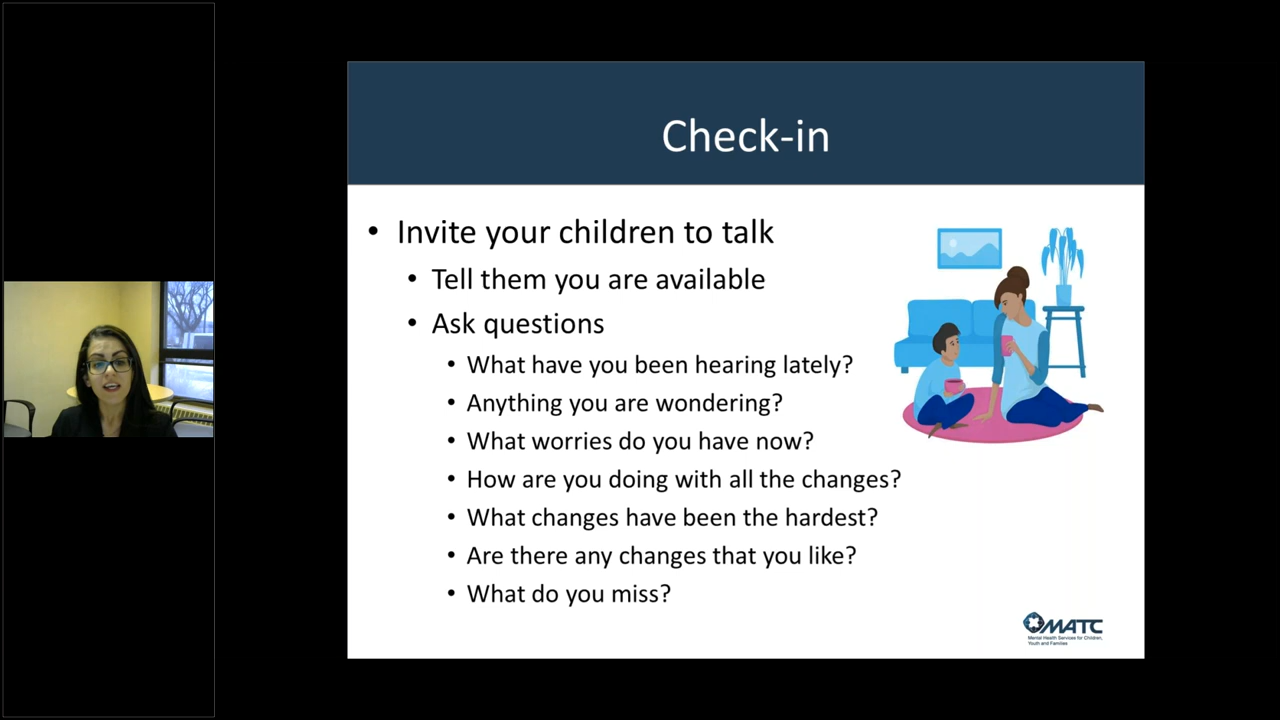 Check-in
• Invite your children to talk
• Tell them you are available
• Ask questions
• What have you been hearing lately?
• Anything you are wondering?
• What worries do you have now?
• How are you doing with all the changes?
• What changes have been the hardest?
• Are there any changes that you like?
• What do you miss?
MATC
Mental Health Services for Children,
Youth and Families